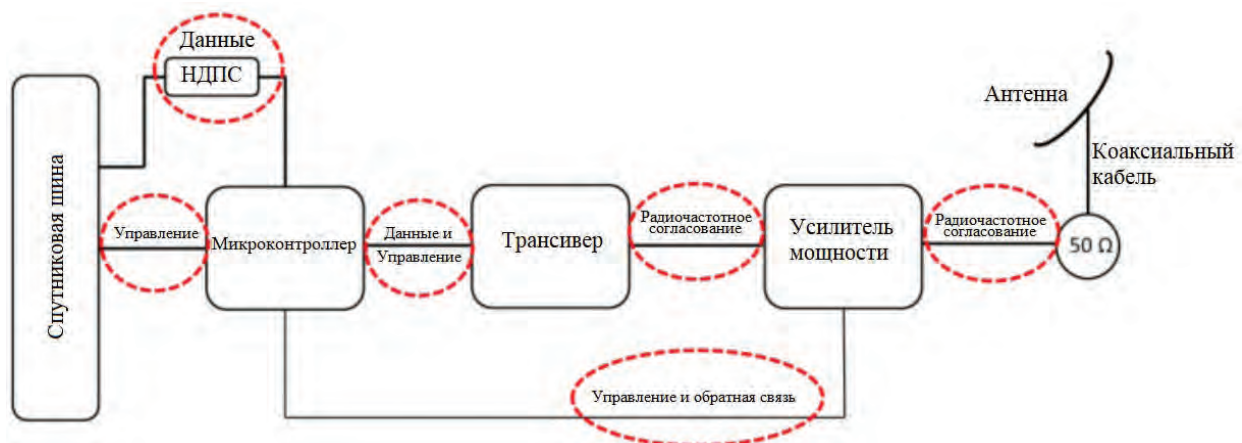 Данные
НДПС
Спутниковая шина
Управление
Микроконтроллер
Данные и
Управление
Трансивер
Радиочастотное
согласование
Усилитель
мощности
Радиочастотное
согласование
50 Ω
Антенна
Коаксиальный
кабель
Управление и обратная связь